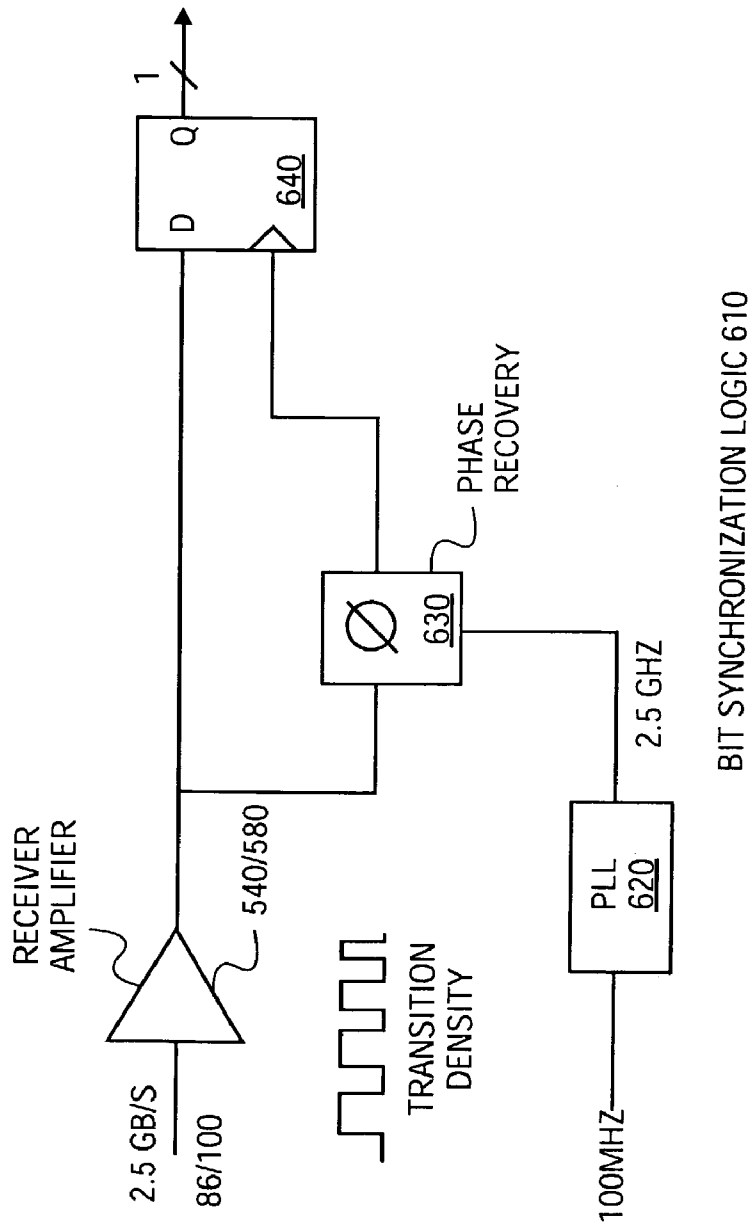 RECEIVER
AMPLIFIER
2.5 GB/S
86/100
540/580
TRANSITION
DENSITY
100MHZ
PLL
620
2.5 GHZ
Ø
630
PHASE
RECOVERY
D
Q
640
1
BIT SYNCHRONIZATION LOGIC 610